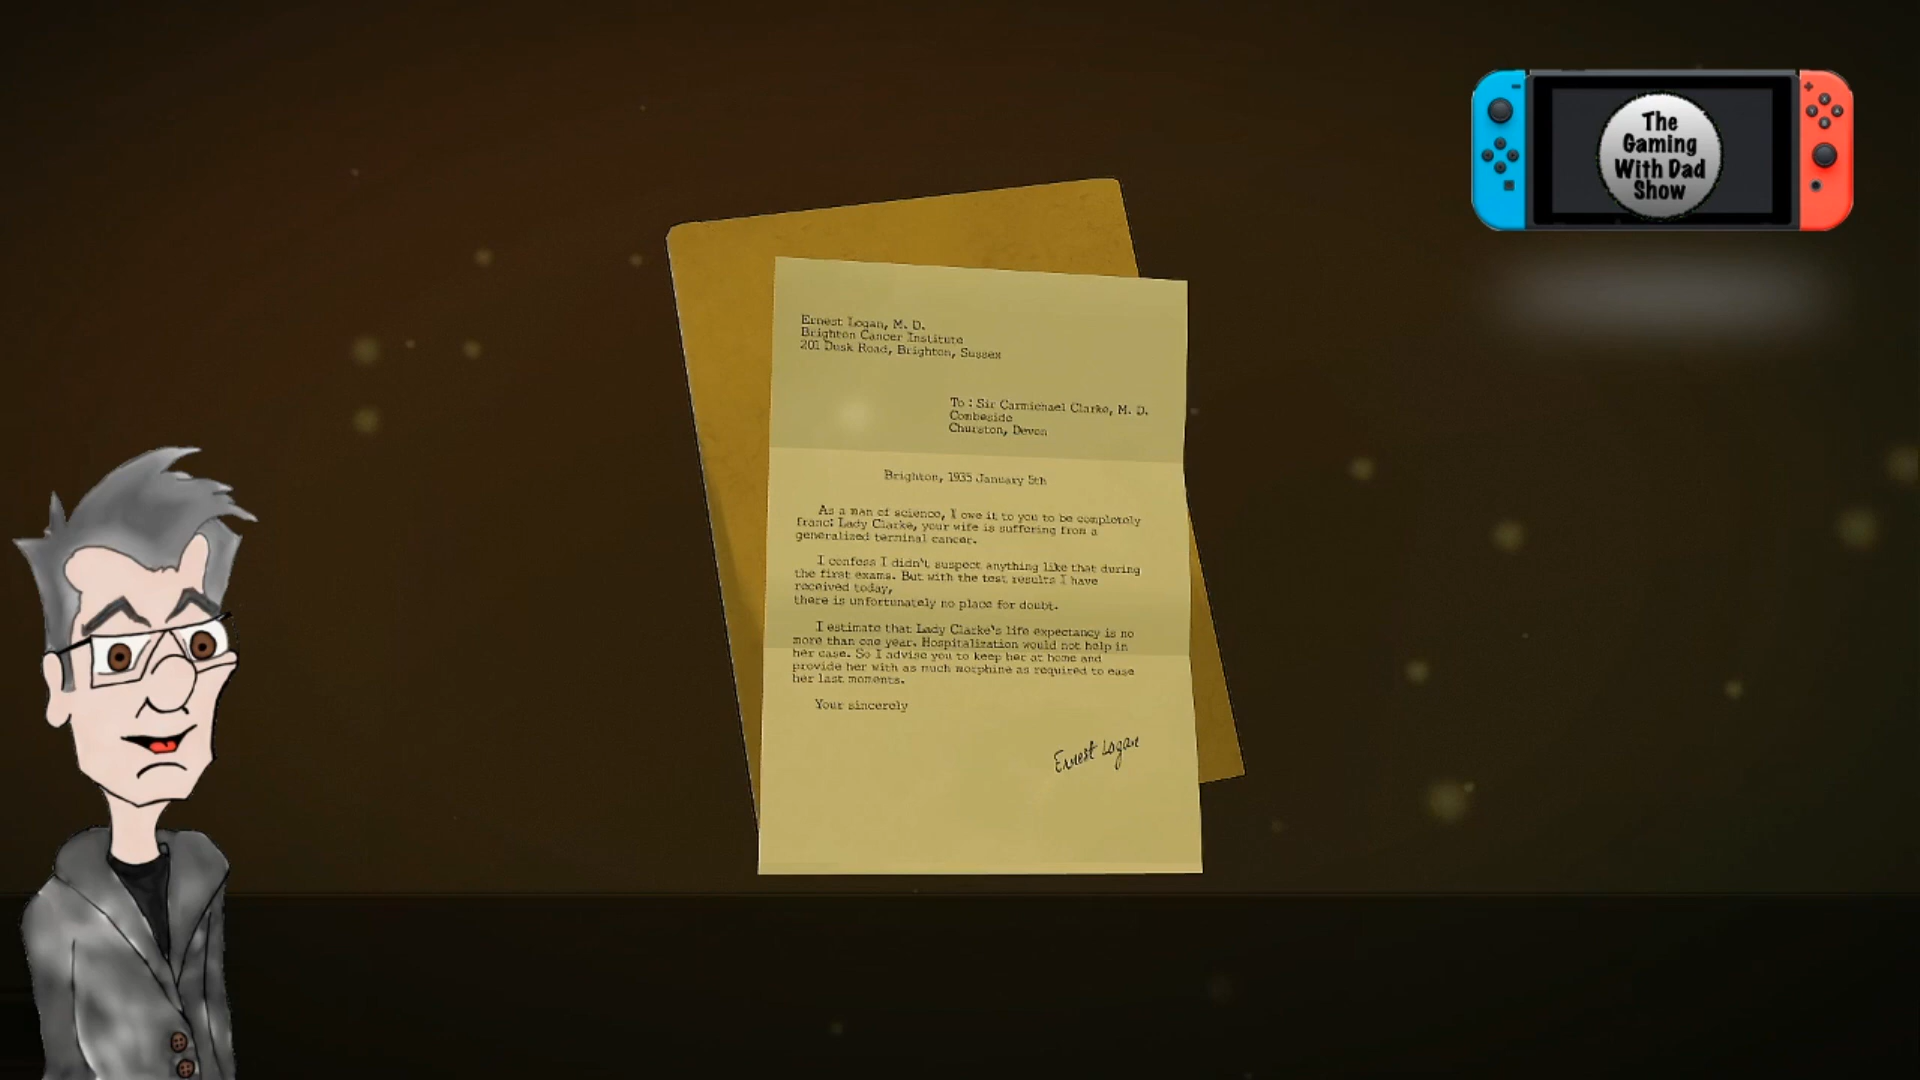 The
Gaming
With Dad
Show
Ernest Logan, M. D.
Brighton Cancer Institute
201 Dusk Road, Brighton, Sussex
To : Sir Carmichael Clarke, M. D.
Combeside
Churston, Devon
Brighton, 1935 January 5th
As a man of science, I owe it to you to be completely
franc: Lady Clarke, your wife is suffering from a
generalized terminal cancer.
I confess I didn't suspect anything like that during
the first exams. But with the test results I have
received today,
there is unfortunately no place for doubt.
I estimate that Lady Clarke's life expectancy is no
more than one year. Hospitalization would not help in
her case. So I advise you to keep her at home and
provide her with as much morphine as required to ease
her last moments.
Your sincerely
Ernest Logan